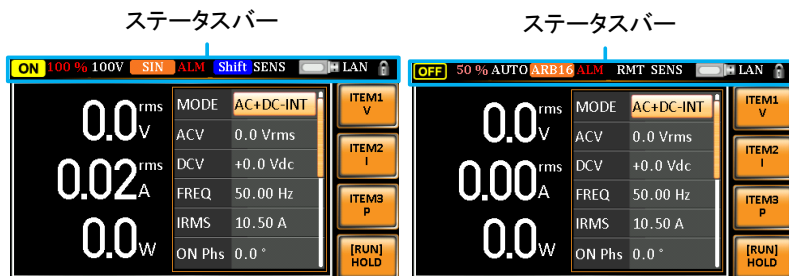 ステータスバー
ON 100 % 100V SIN ALM Shift SENS LAN
0.0 rms V
0.02 rms A
0.0 W
MODE AC+DC-INT
ACV 0.0 Vrms
DCV +0.0 Vdc
FREQ 50.00 Hz
IRMS 10.50 A
ON Phs 0.0 °
ITEM1
V
ITEM2
I
ITEM3
P
[RUN]
HOLD
ステータスバー
OFF 50 % AUTO ARB16 ALM RMT SENS LAN
0.0 rms V
0.00 rms A
0.0 W
MODE AC+DC-INT
ACV 0.0 Vrms
DCV +0.0 Vdc
FREQ 50.00 Hz
IRMS 10.50 A
ON Phs 0.0 °
ITEM1
V
ITEM2
I
ITEM3
P
[RUN]
HOLD